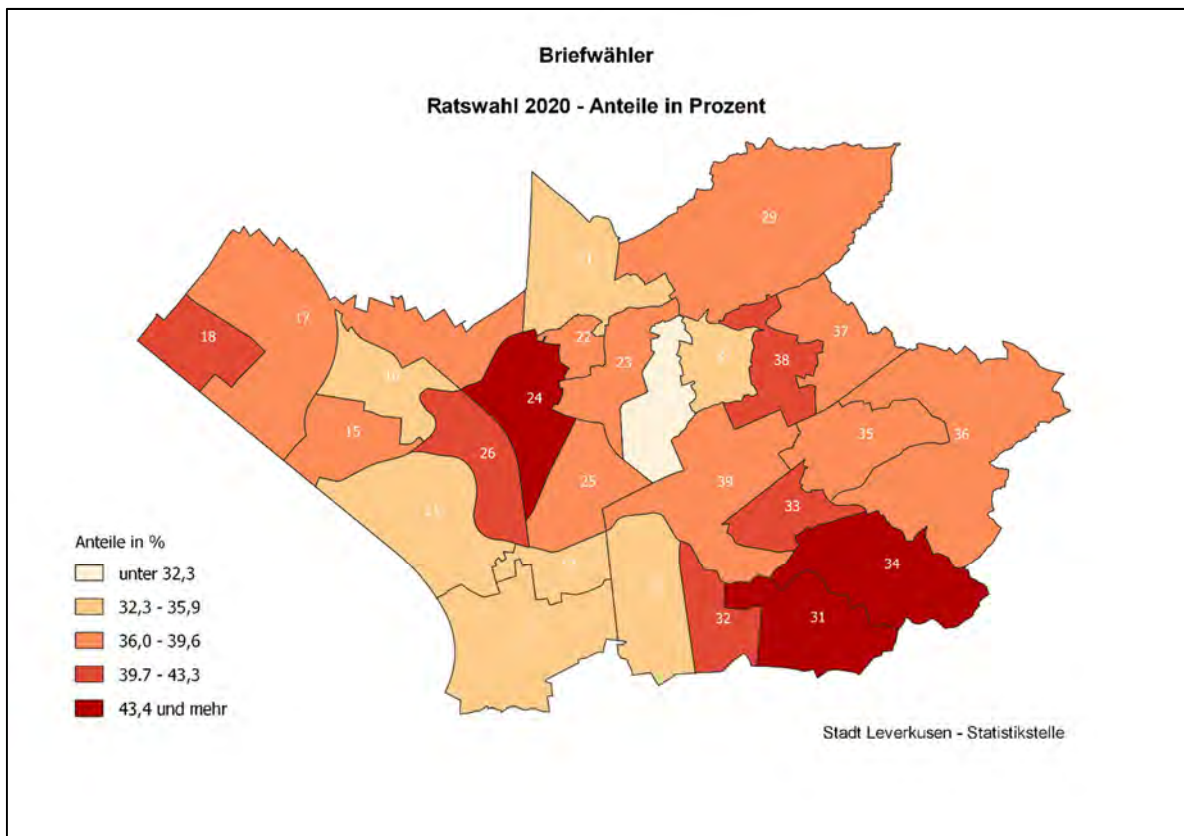 Briefwähler
Ratswahl 2020 - Anteile in Prozent
29
17
18
22
37
23
38
24
15
35
36
26
25
39
33
34
32
31
Anteile in %
unter 32,3
32,3 - 35,9
36,0 - 39,6
39.7 - 43,3
43,4 und mehr
Stadt Leverkusen - Statistikstelle